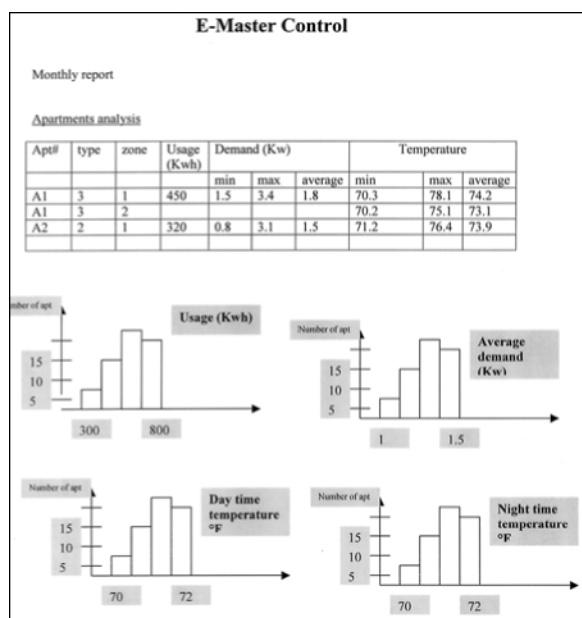 E-Master Control
Monthly report
Apartments analysis
Apt# type zone Usage (Kwh) Demand (Kw) Temperature
min max average min max average
A1 3 1 450 1.5 3.4 1.8 70.3 78.1 74.2
A1 3 2 70.2 75.1 73.1
A2 2 1 320 0.8 3.1 1.5 71.2 76.4 73.9
mber of apt
Usage (Kwh)
15
10
5
300 800
Number of apt
Average
demand
(Kw)
15
10
5
1 1.5
Number of apt
Day time
temperature
°F
15
10
5
70 72
Number of apt
Night time
temperature
°F
15
10
5
70 72